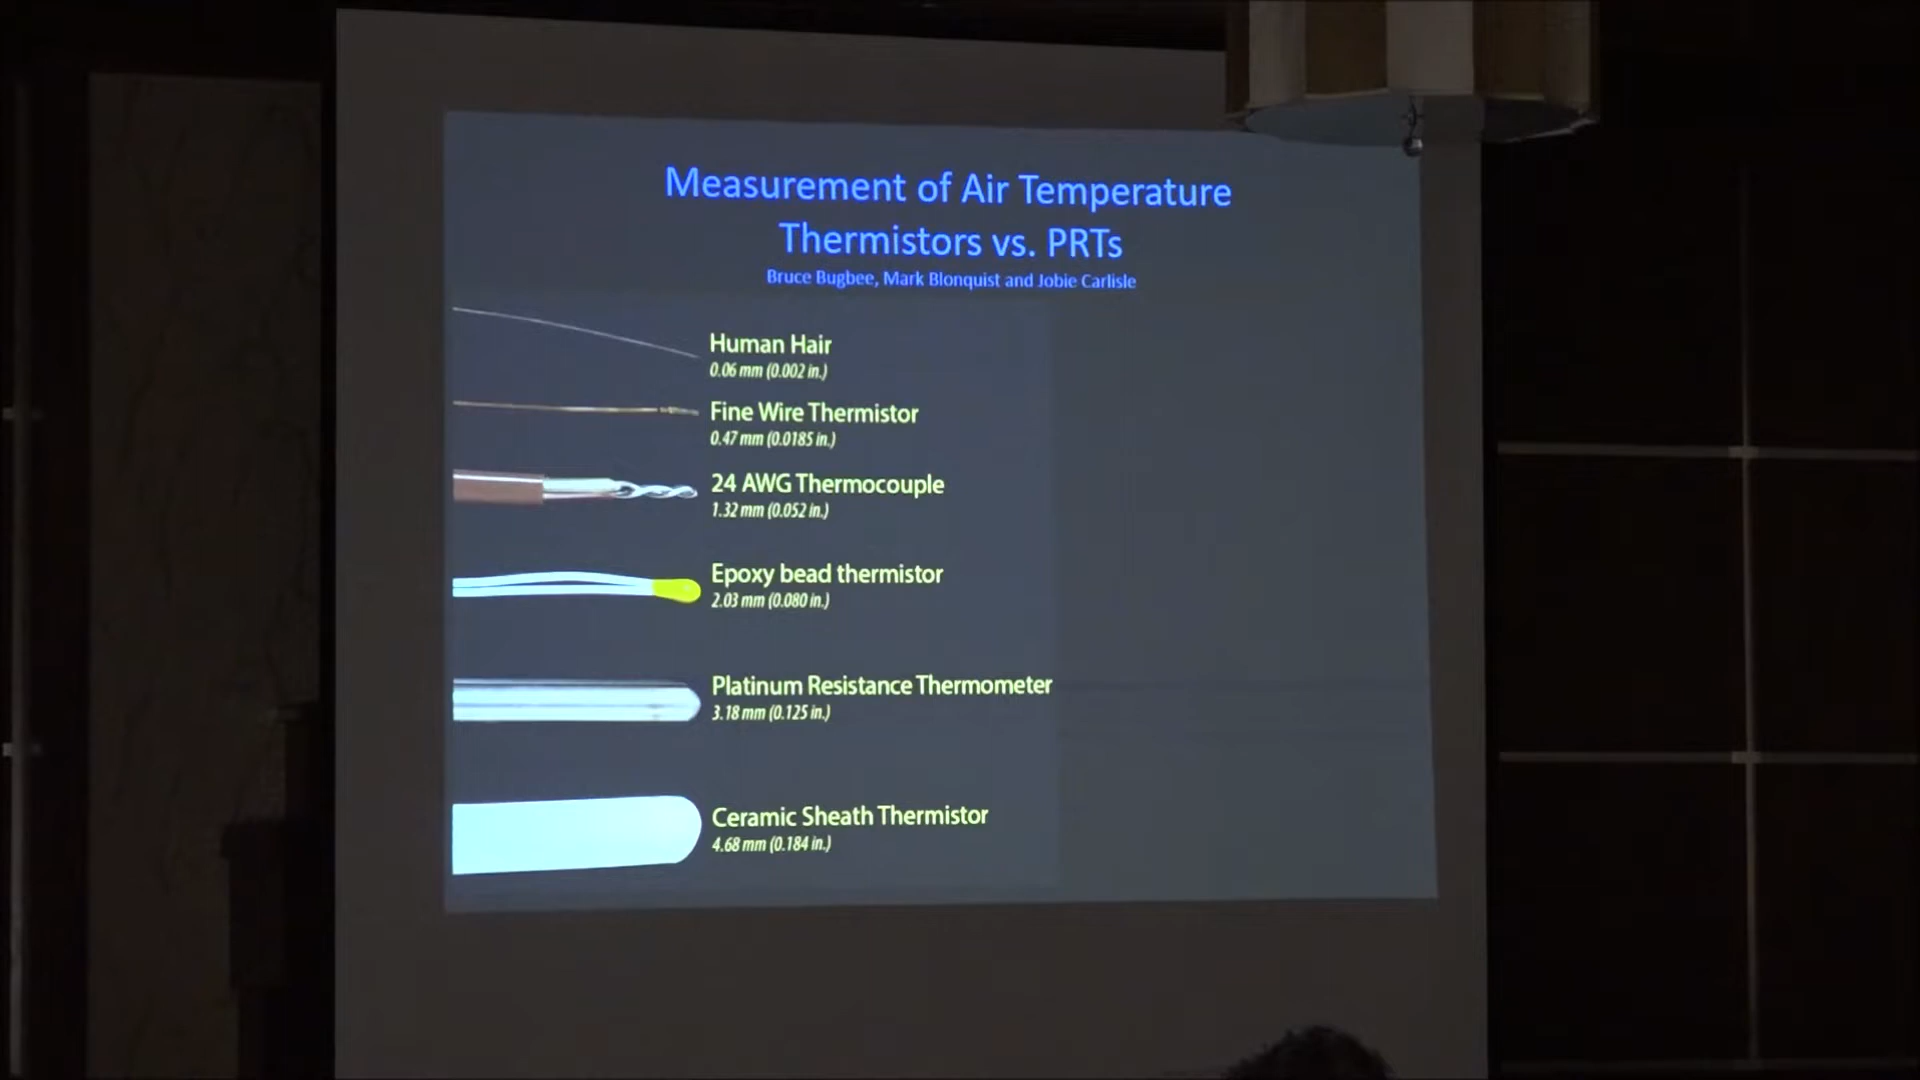 Measurement of Air Temperature
Thermistors vs. PRTs
Bruce Bugbee, Mark Blonquist and Jobie Carlisle
Human Hair
0.06 mm (0.002 in.)
Fine Wire Thermistor
0.47 mm (0.0185 in.)
24 AWG Thermocouple
1.32 mm (0.052 in.)
Epoxy bead thermistor
2.03 mm (0.080 in.)
Platinum Resistance Thermometer
3.18 mm (0.125 in.)
Ceramic Sheath Thermistor
4.68 mm (0.184 in.)